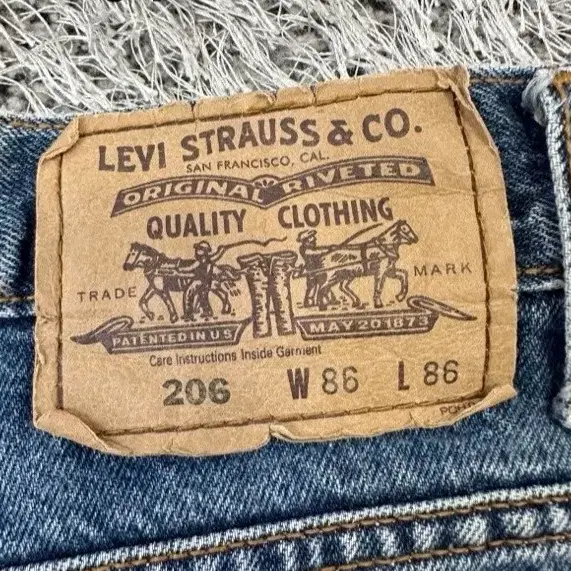 LEVI STRAUSS & CO.
SAN FRANCISCO, CAL.
ORIGINAL RIVETED
QUALITY CLOTHING
TRADE MARK
PATENTED IN U.S. MAY 20 1873
Care Instructions Inside Garment
206 W 86 L 86